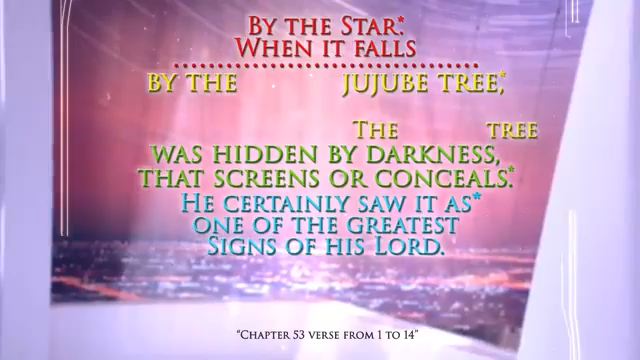 By the Star.*
When it falls
by the jujube tree,*
The tree
was hidden by darkness,
that screens or conceals.*
He certainly saw it as*
one of the greatest
Signs of his Lord.
"Chapter 53 verse from 1 to 14"